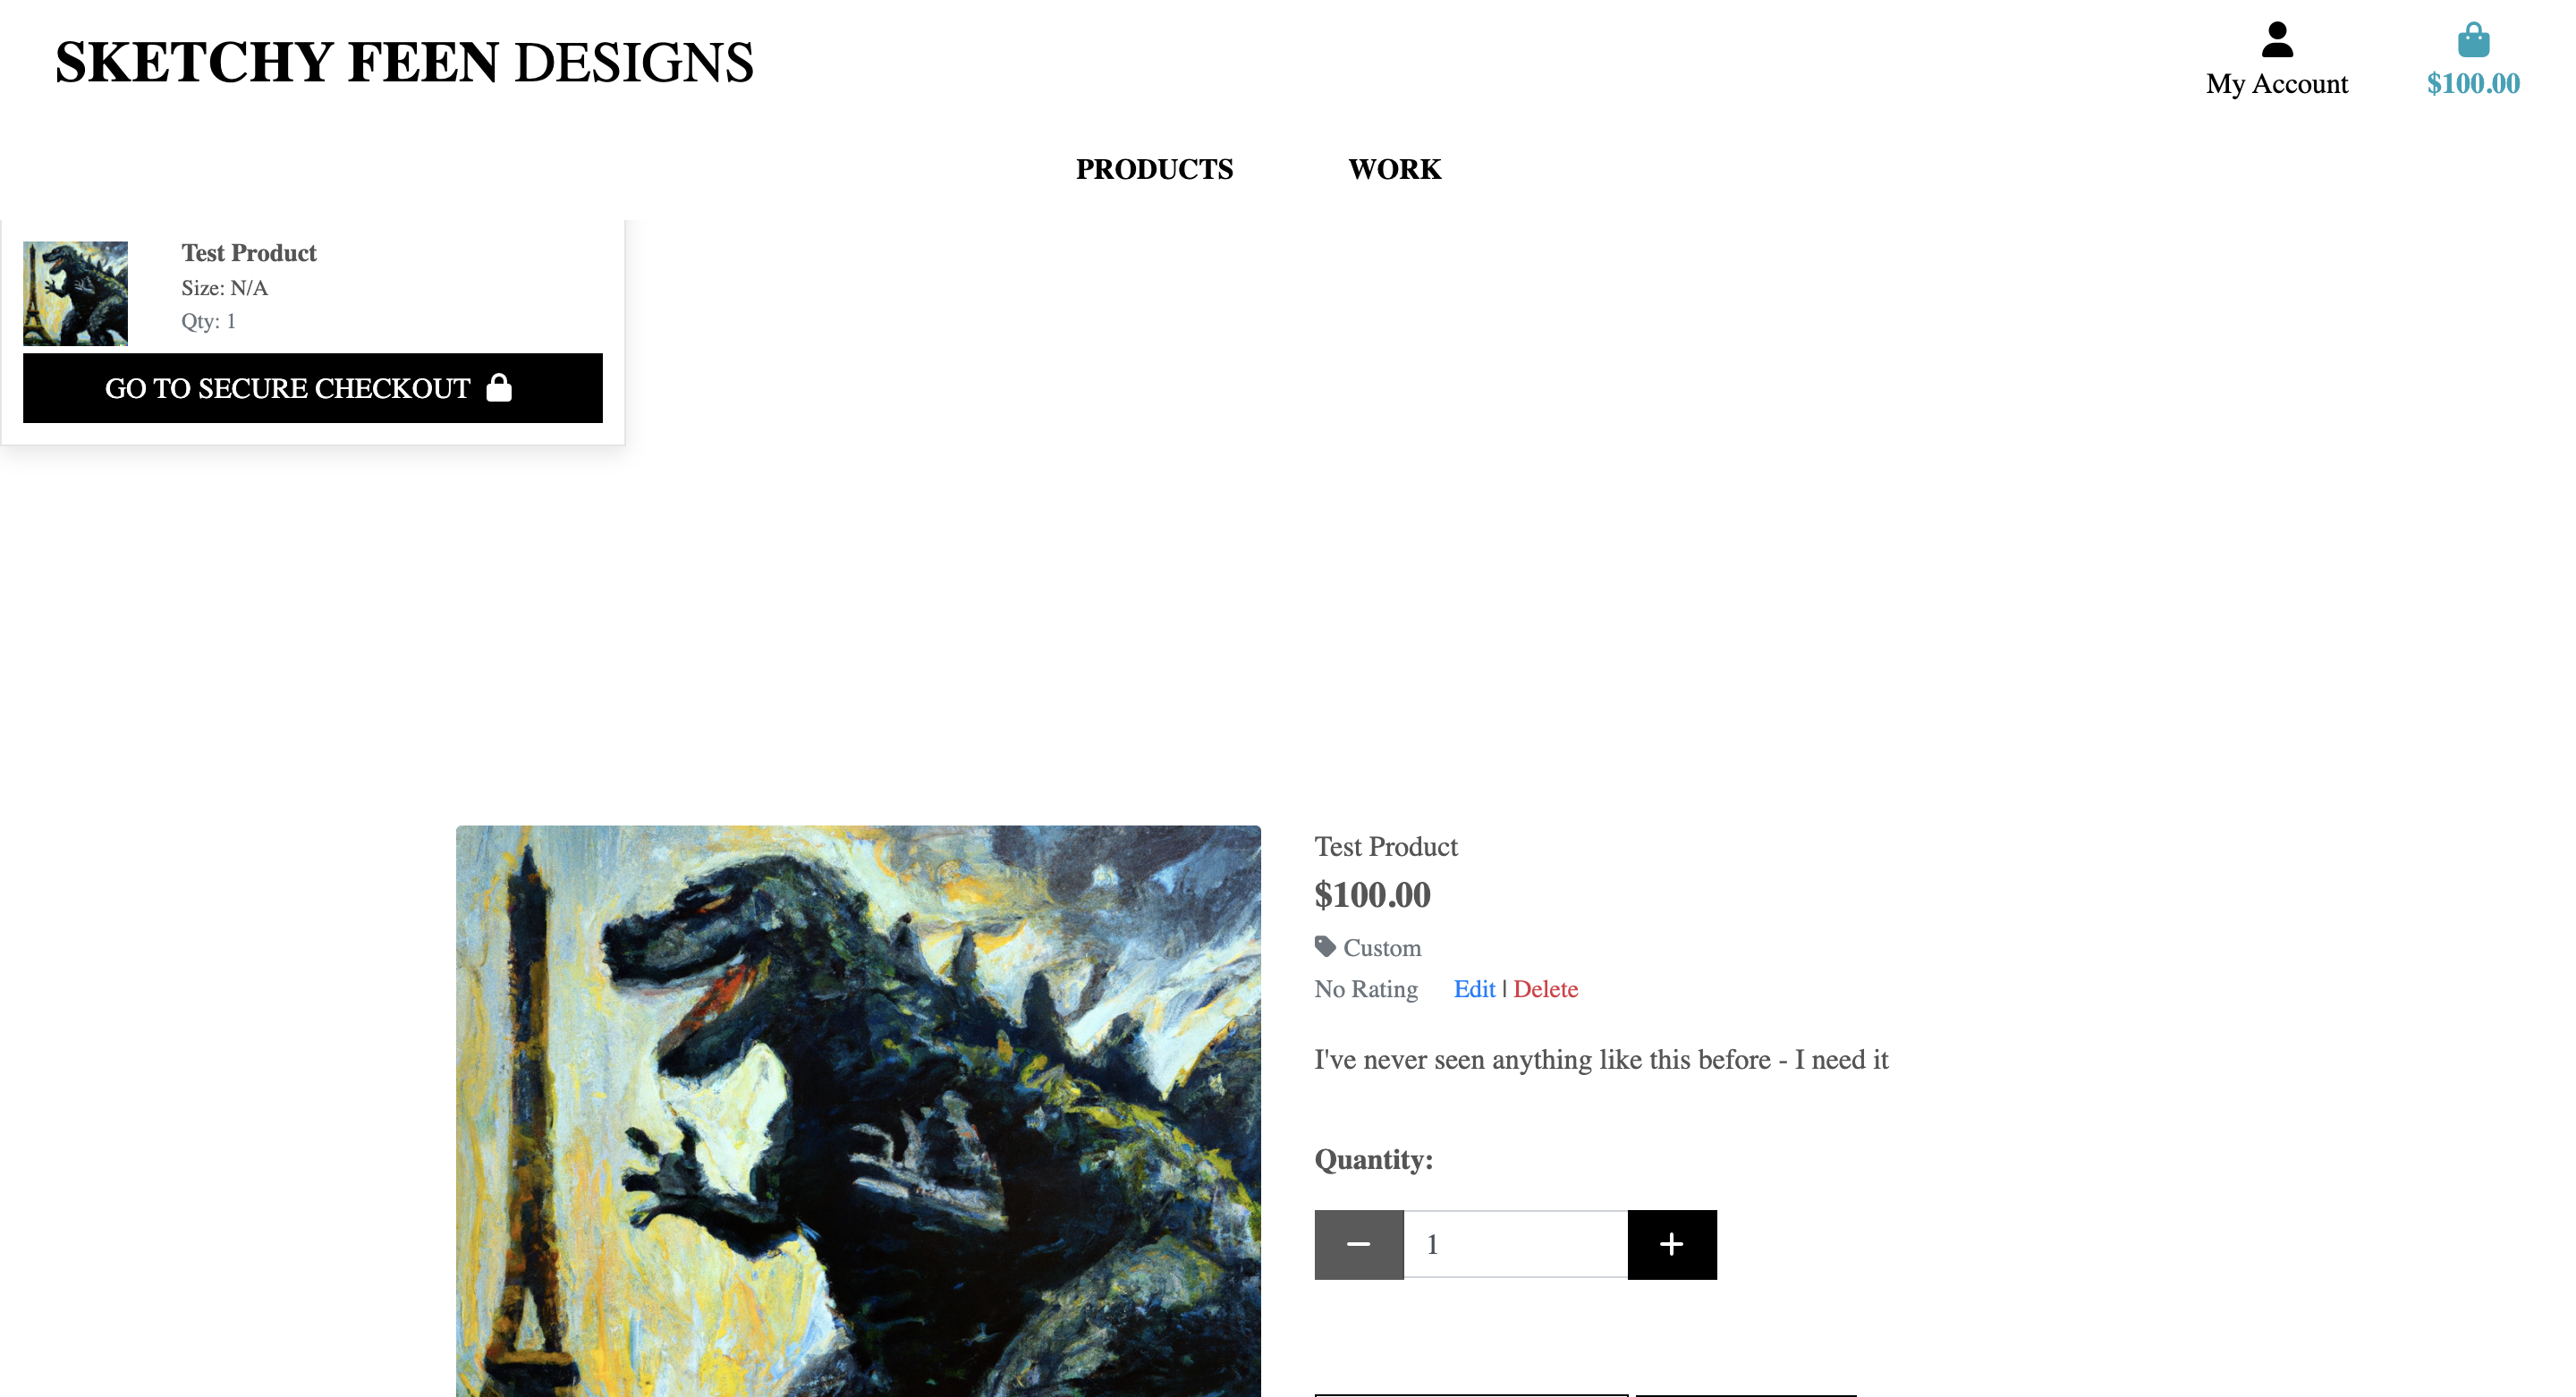 SKETCHY FEEN DESIGNS
My Account
$100.00
PRODUCTS WORK
Test Product
Size: N/A
Qty: 1
GO TO SECURE CHECKOUT
Test Product
$100.00
Custom
No Rating Edit | Delete
I've never seen anything like this before - I need it
Quantity:
1